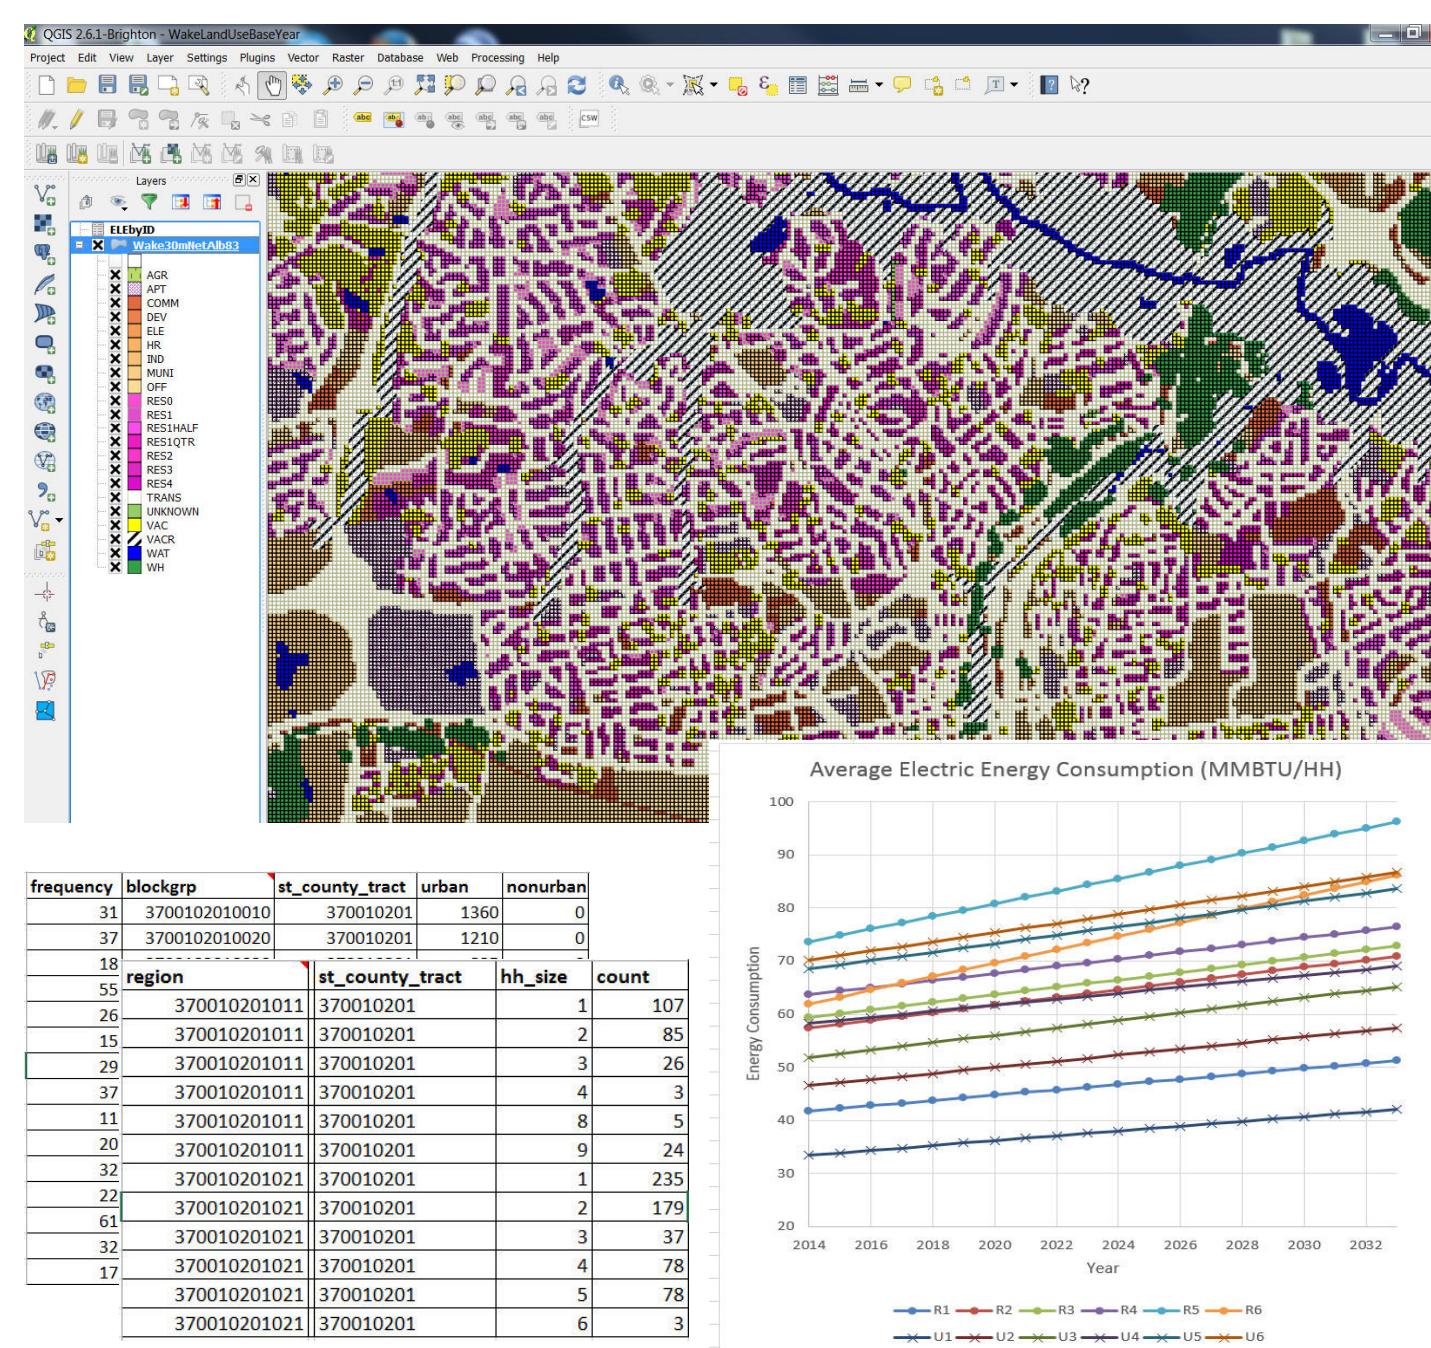 QGIS 2.6.1-Brighton - WakeLandUseBaseYear
Project Edit View Layer Settings Plugins Vector Raster Database Web Processing Help
abc abc abc abc abc abc abc CSW
Layers
ELEbyID
Wake30mNetAlb83
AGR
APT
COMM
DEV
ELE
HR
IND
MUNI
OFF
RES0
RES1
RES1HALF
RES1QTR
RES2
RES3
RES4
TRANS
UNKNOWN
VAC
VACR
WAT
WH
frequency blockgrp st_county_tract urban nonurban
31 3700102010010 370010201 1360 0
37 3700102010020 370010201 1210 0
18
55
26
15
29
37
11
20
32
22
61
32
17
region st_county_tract hh_size count
370010201011 370010201 1 107
370010201011 370010201 2 85
370010201011 370010201 3 26
370010201011 370010201 4 3
370010201011 370010201 8 5
370010201011 370010201 9 24
370010201021 370010201 1 235
370010201021 370010201 2 179
370010201021 370010201 3 37
370010201021 370010201 4 78
370010201021 370010201 5 78
370010201021 370010201 6 3
Average Electric Energy Consumption (MMBTU/HH)
100
90
80
70
60
50
40
30
20
Energy Consumption
2014 2016 2018 2020 2022 2024 2026 2028 2030 2032
Year
R1 R2 R3 R4 R5 R6
U1 U2 U3 U4 U5 U6